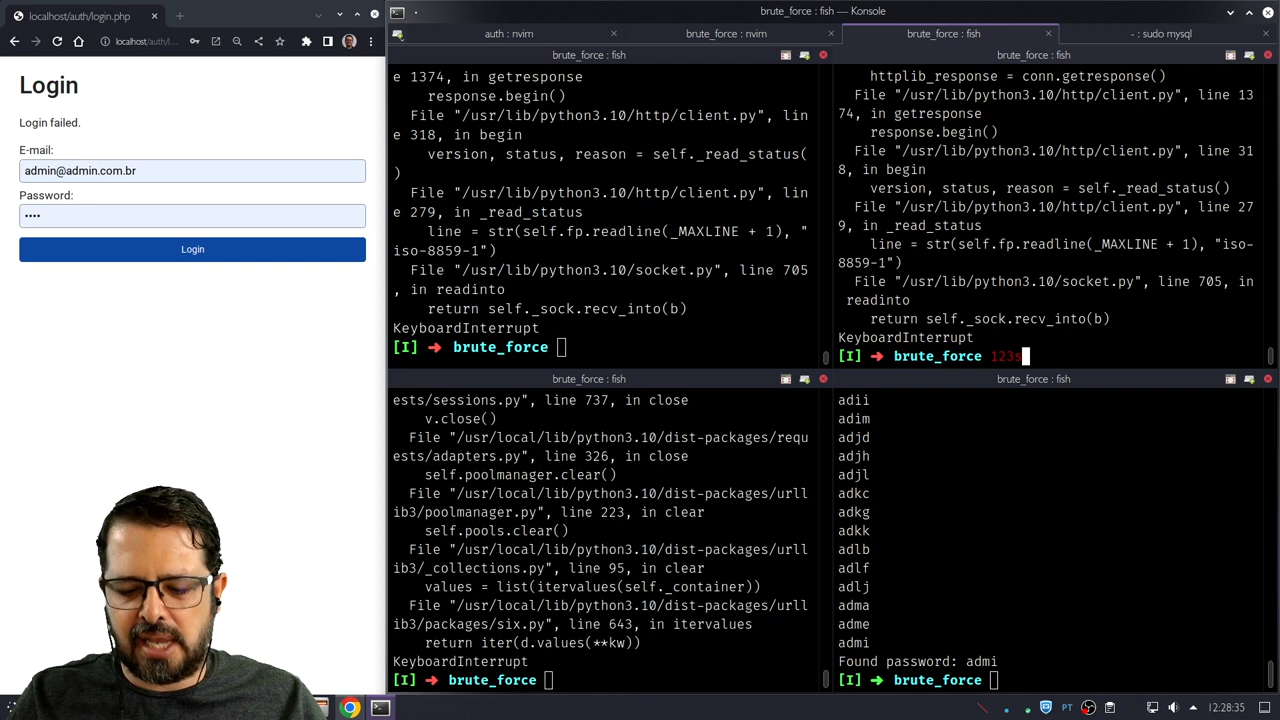 localhost/auth/login.php
localhost/auth/l...
Login
Login failed.
E-mail:
admin@admin.com.br
Password:
••••
Login
brute_force : fish — Konsole
auth : nvim
brute_force : nvim
brute_force : fish
~ : sudo mysql
brute_force : fish
e 1374, in getresponse
    response.begin()
  File "/usr/lib/python3.10/http/client.py", lin
e 318, in begin
    version, status, reason = self._read_status(
)
  File "/usr/lib/python3.10/http/client.py", lin
e 279, in _read_status
    line = str(self.fp.readline(_MAXLINE + 1), "
iso-8859-1")
  File "/usr/lib/python3.10/socket.py", line 705
, in readinto
    return self._sock.recv_into(b)
KeyboardInterrupt
[I] ➜ brute_force
brute_force : fish
    httplib_response = conn.getresponse()
  File "/usr/lib/python3.10/http/client.py", line 13
74, in getresponse
    response.begin()
  File "/usr/lib/python3.10/http/client.py", line 31
8, in begin
    version, status, reason = self._read_status()
  File "/usr/lib/python3.10/http/client.py", line 27
9, in _read_status
    line = str(self.fp.readline(_MAXLINE + 1), "iso-
8859-1")
  File "/usr/lib/python3.10/socket.py", line 705, in
 readinto
    return self._sock.recv_into(b)
KeyboardInterrupt
[I] ➜ brute_force 123s
brute_force : fish
ests/sessions.py", line 737, in close
    v.close()
  File "/usr/local/lib/python3.10/dist-packages/requ
ests/adapters.py", line 326, in close
    self.poolmanager.clear()
  File "/usr/local/lib/python3.10/dist-packages/urll
ib3/poolmanager.py", line 223, in clear
    self.pools.clear()
  File "/usr/local/lib/python3.10/dist-packages/urll
ib3/_collections.py", line 95, in clear
    values = list(itervalues(self._container))
  File "/usr/local/lib/python3.10/dist-packages/urll
ib3/packages/six.py", line 643, in itervalues
    return iter(d.values(**kw))
KeyboardInterrupt
[I] ➜ brute_force
brute_force : fish
adii
adim
adjd
adjh
adjl
adkc
adkg
adkk
adlb
adlf
adlj
adma
adme
admi
Found password: admi
[I] ➜ brute_force
PT
12:28:35